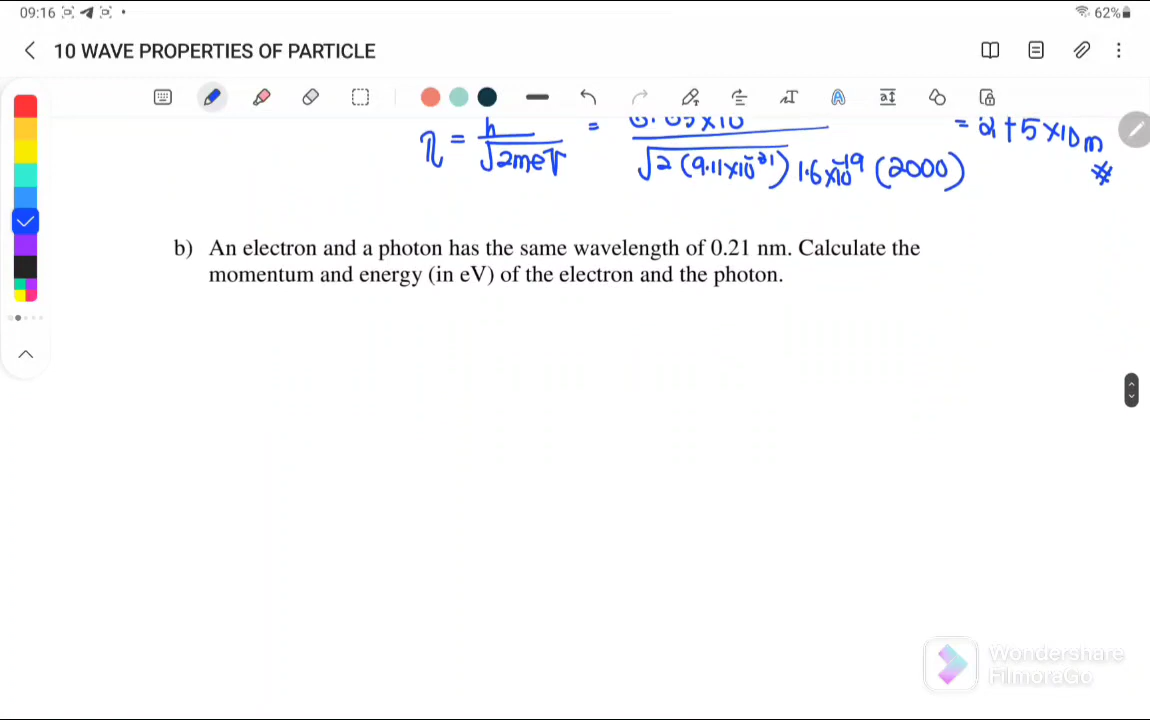 09:16 62%
10 WAVE PROPERTIES OF PARTICLE
λ = h / √2meV = / √2 (9.11×10⁻³¹) 1.6×10⁻¹⁹ (2000) = m #
b) An electron and a photon has the same wavelength of 0.21 nm. Calculate the
momentum and energy (in eV) of the electron and the photon.
Wondershare
FilmoraGo